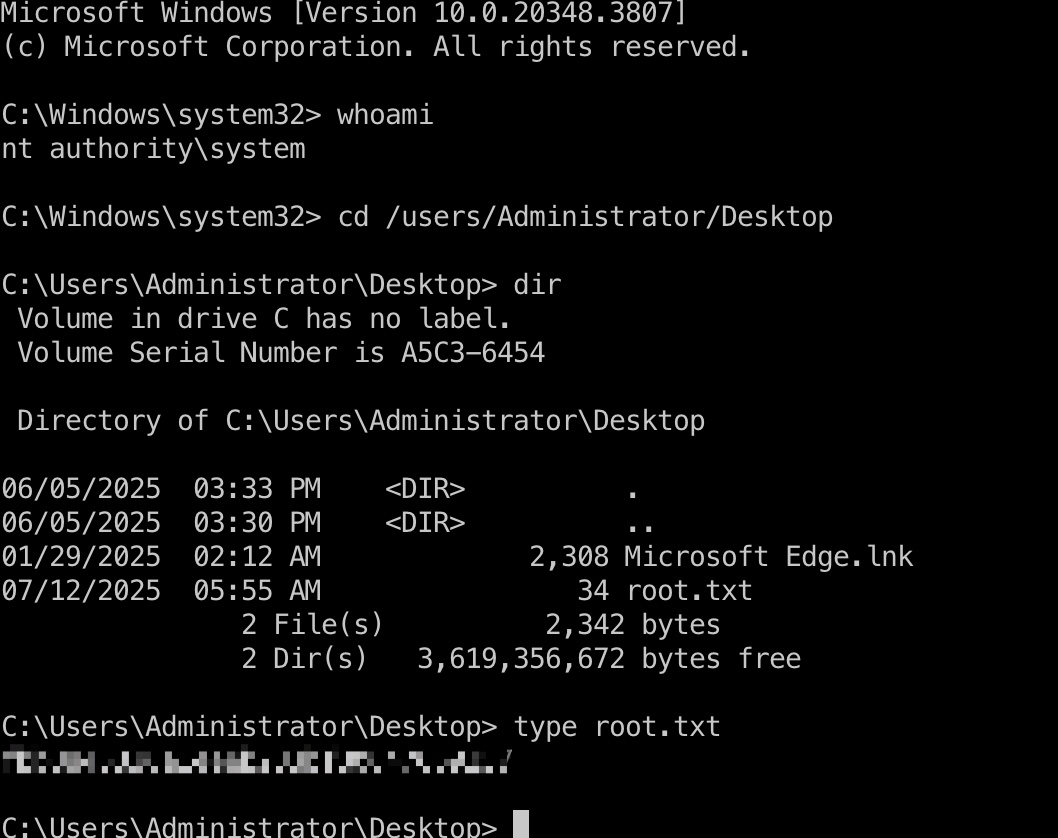 Microsoft Windows [Version 10.0.20348.3807]
(c) Microsoft Corporation. All rights reserved.
C:\Windows\system32> whoami
nt authority\system
C:\Windows\system32> cd /users/Administrator/Desktop
C:\Users\Administrator\Desktop> dir
 Volume in drive C has no label.
 Volume Serial Number is A5C3-6454
 Directory of C:\Users\Administrator\Desktop
06/05/2025  03:33 PM    <DIR>          .
06/05/2025  03:30 PM    <DIR>          ..
01/29/2025  02:12 AM             2,308 Microsoft Edge.lnk
07/12/2025  05:55 AM                34 root.txt
               2 File(s)          2,342 bytes
               2 Dir(s)   3,619,356,672 bytes free
C:\Users\Administrator\Desktop> type root.txt
C:\Users\Administrator\Desktop>